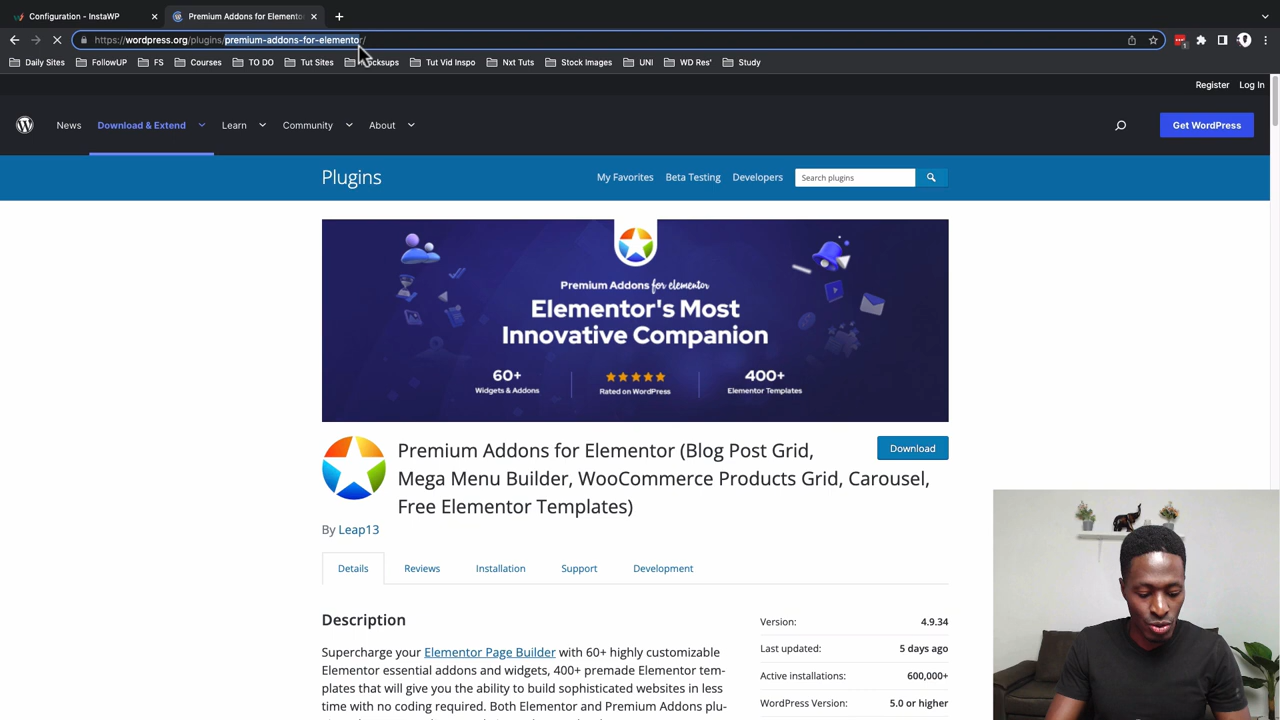 Configuration - InstaWP
Premium Addons for Elemento
https://wordpress.org/plugins/premium-addons-for-elementor/
Daily Sites FollowUP FS Courses TO DO Tut Sites Mockups Tut Vid Inspo Nxt Tuts Stock Images UNI WD Res' Study
Register Log In
News Download & Extend Learn Community About Get WordPress
Plugins My Favorites Beta Testing Developers Search plugins
Premium Addons for elementor
Elementor's Most
Innovative Companion
60+ 400+
Widgets & Addons Rated on WordPress Elementor Templates
Premium Addons for Elementor (Blog Post Grid,
Mega Menu Builder, WooCommerce Products Grid, Carousel,
Free Elementor Templates)
Download
By Leap13
Details Reviews Installation Support Development
Description
Supercharge your Elementor Page Builder with 60+ highly customizable
Elementor essential addons and widgets, 400+ premade Elementor tem-
plates that will give you the ability to build sophisticated websites in less
time with no coding required. Both Elementor and Premium Addons plu-
Version: 4.9.34
Last updated: 5 days ago
Active installations: 600,000+
WordPress Version: 5.0 or higher